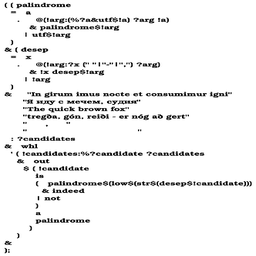 ( ( palindrome
= a
. @(!arg:(%?a&utf$!a) ?arg !a)
& palindrome$!arg
| utf$!arg
)
& ( desep
= x
. @(!arg:?x (" "|"-"|",") ?arg)
& !x desep$!arg
| !arg
)
& "In girum imus nocte et consumimur igni"
"Я иду с мечем, судия"
"The quick brown fox"
"tregða, gón, reiði - er nóg að gert"
" , "
" "
: ?candidates
& whl
' ( !candidates:%?candidate ?candidates
& out
$ ( !candidate
is
( palindrome$(low$(str$(desep$!candidate)))
& indeed
| not
)
a
palindrome
)
)
&
);